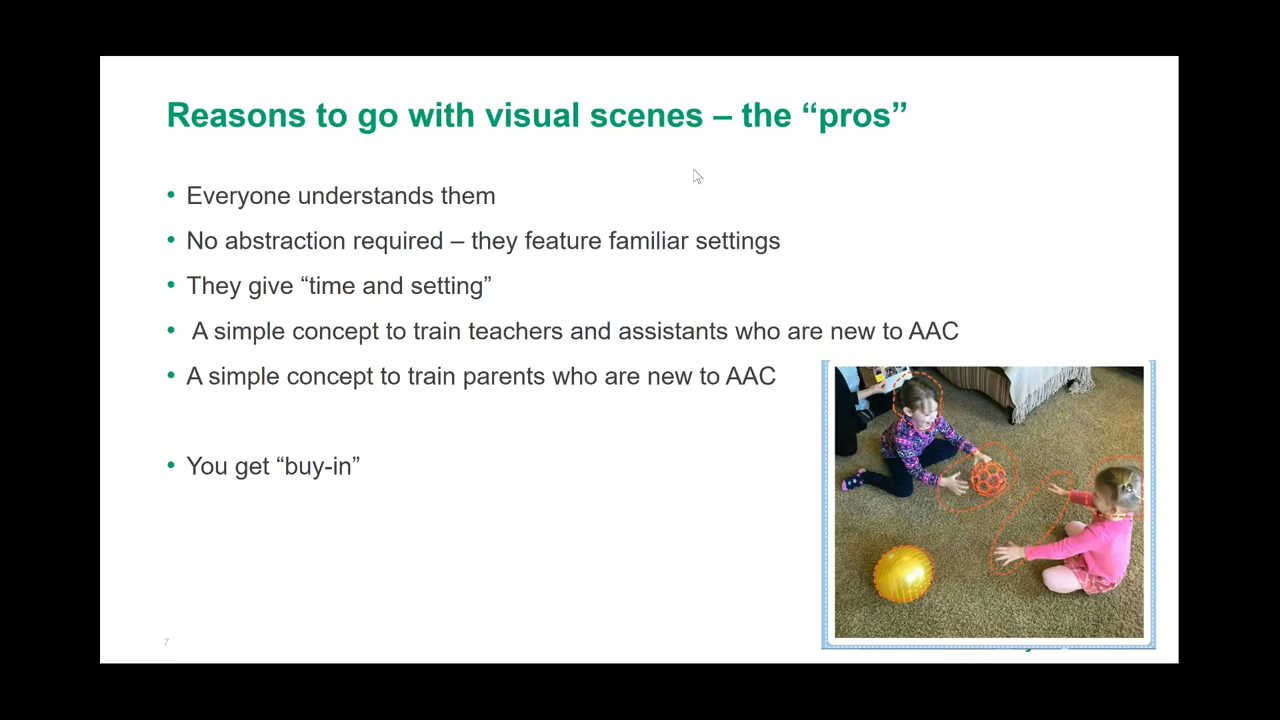 Reasons to go with visual scenes – the “pros”
• Everyone understands them
• No abstraction required – they feature familiar settings
• They give “time and setting”
• A simple concept to train teachers and assistants who are new to AAC
• A simple concept to train parents who are new to AAC
• You get “buy-in”
7